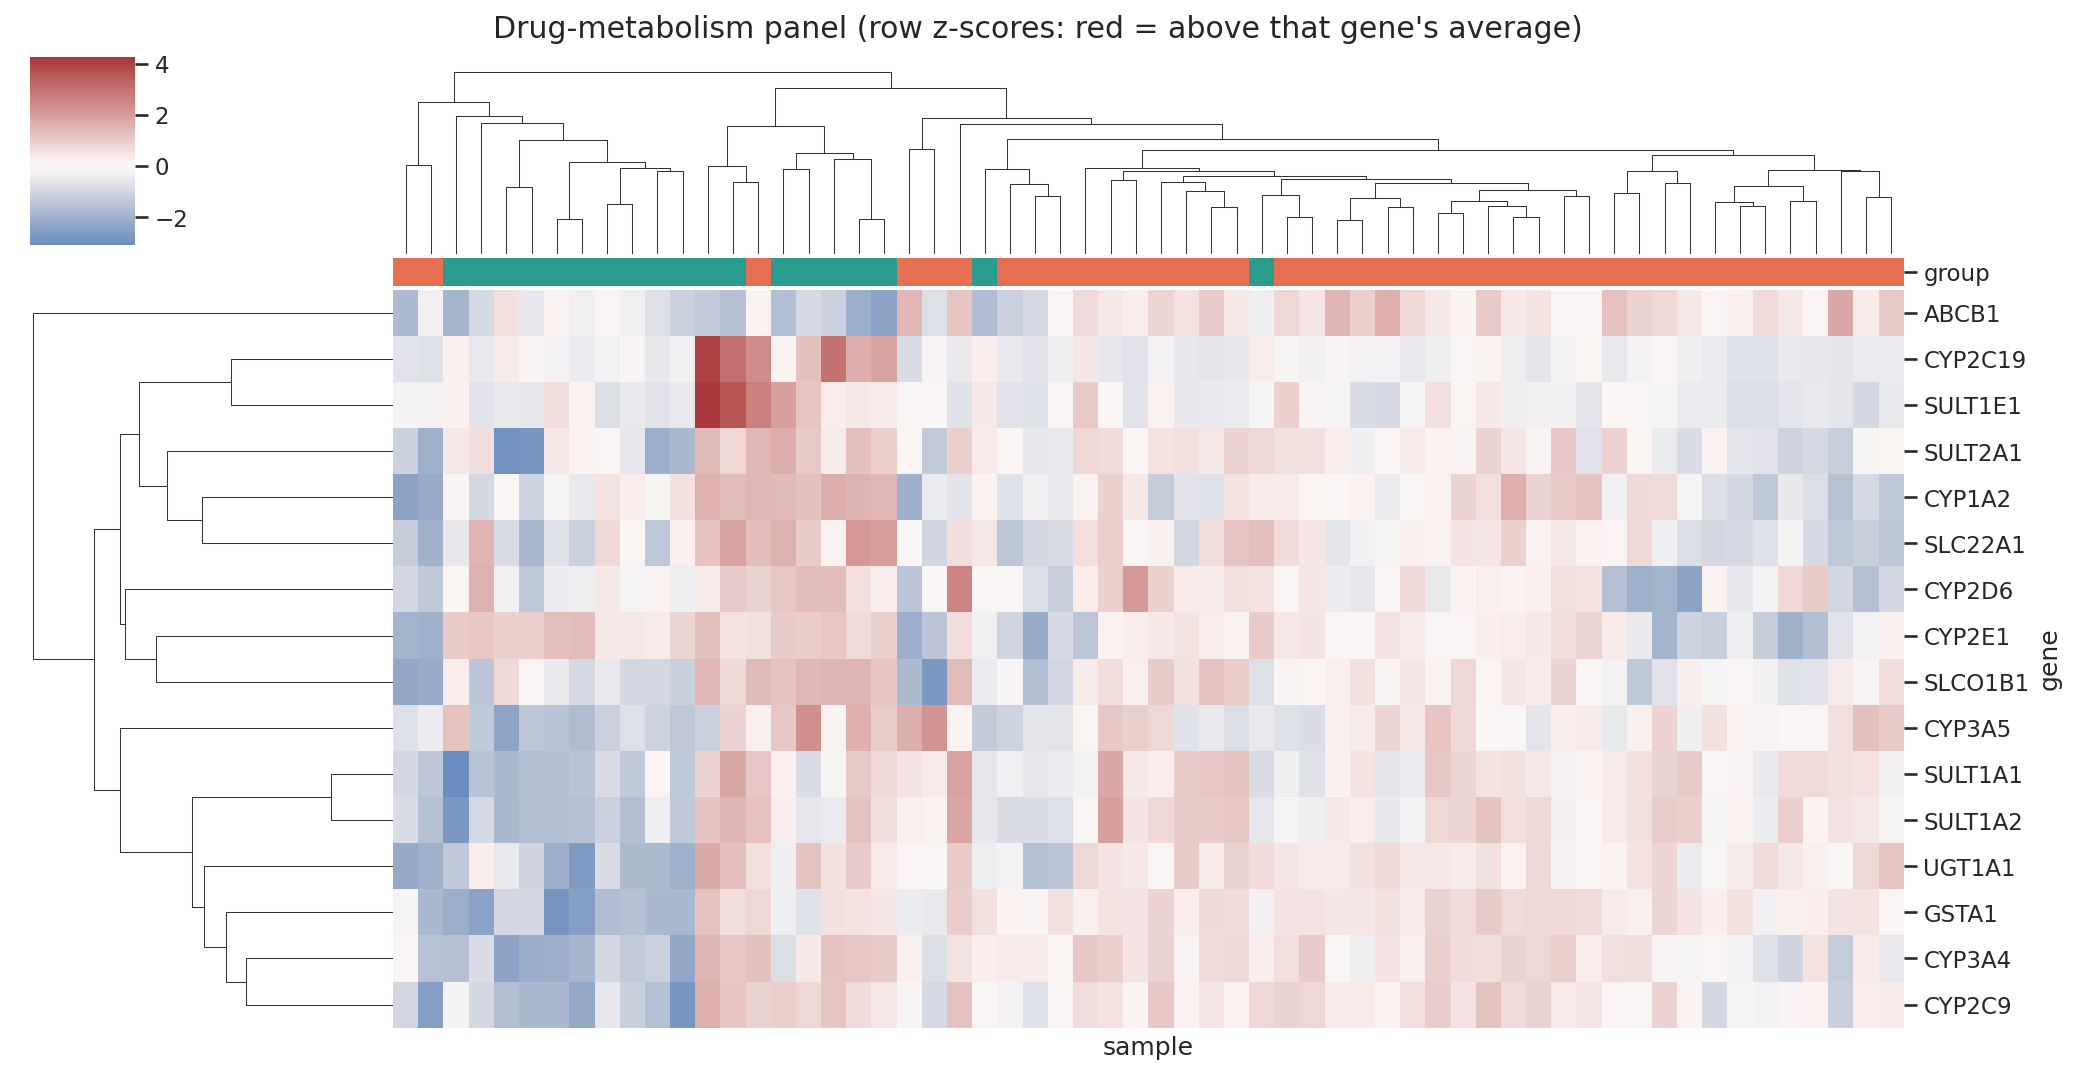 Drug-metabolism panel (row z-scores: red = above that gene's average)
4
2
0
−2
group
ABCB1
CYP2C19
SULT1E1
SULT2A1
CYP1A2
SLC22A1
CYP2D6
CYP2E1
SLCO1B1
CYP3A5
SULT1A1
SULT1A2
UGT1A1
GSTA1
CYP3A4
CYP2C9
gene
sample